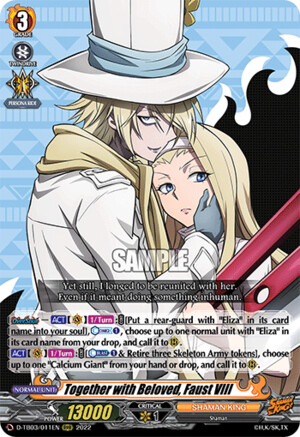 3
GRADE
TWIN DRIVE
PERSONA RIDE
SAMPLE
Yet still, I longed to be reunited with her.
Even if it meant doing something inhuman.
ACT 1/Turn : [Put a rear-guard with "Eliza" in its card
name into your soul], choose up to one normal unit with "Eliza" in
its card name from your drop, and call it to
ACT 1/Turn : & Retire three Skeleton Army tokens], choose
up to one "Calcium Giant" from your hand or drop, and call it to
NORMAL UNIT
Together with Beloved, Faust VIII
POWER 13000
CRITICAL
1
SHAMAN KING
Shaman
D-TB03/011EN RRR 2022
©H.T./K/SK.TX